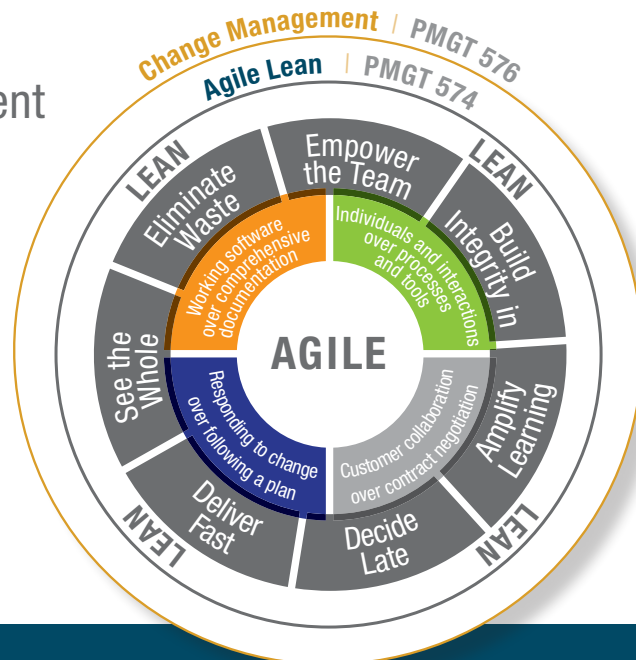 Change Management | PMGT 576
Agile Lean | PMGT 574
ent
LEAN
LEAN
Empower
the Team
Build
Integrity in
Amplify
Learning
Decide
Late
Deliver
Fast
See the
Whole
Eliminate
Waste
Individuals and interactions
over processes
and tools
Customer collaboration
over contract negotiation
Responding to change
over following a plan
Working software
over comprehensive
documentation
AGILE
LEAN
LEAN